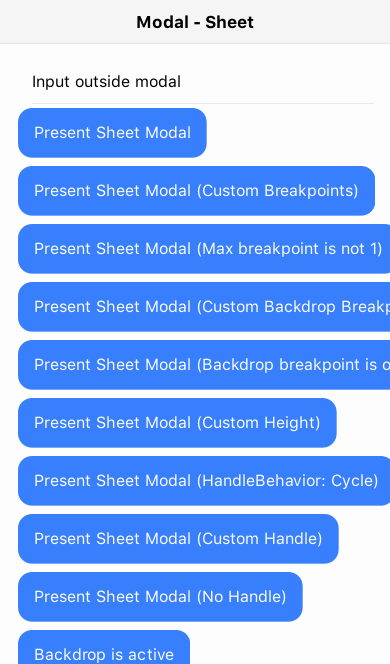 Modal - Sheet
Input outside modal
Present Sheet Modal
Present Sheet Modal (Custom Breakpoints)
Present Sheet Modal (Max breakpoint is not 1)
Present Sheet Modal (Custom Backdrop Breakp
Present Sheet Modal (Backdrop breakpoint is o
Present Sheet Modal (Custom Height)
Present Sheet Modal (HandleBehavior: Cycle)
Present Sheet Modal (Custom Handle)
Present Sheet Modal (No Handle)
Backdrop is active